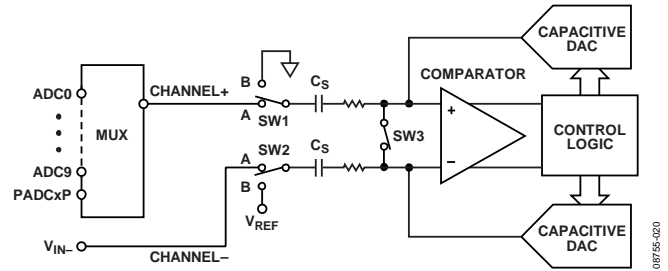 CAPACITIVE
DAC
COMPARATOR
B
CHANNEL+
CS
ADC0
A
SW1
+
MUX
SW3
CONTROL
LOGIC
CS
A
SW2
−
ADC9
B
PADCxP
VREF
VIN–
CHANNEL–
CAPACITIVE
DAC
08755-020